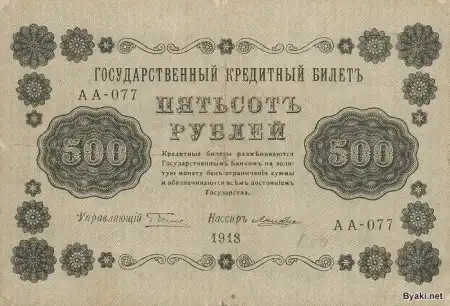 ГОСУДАРСТВЕННЫЙ КРЕДИТНЫЙ БИЛЕТЪ
АА-077
ПЯТЬСОТЪ
РУБЛЕЙ
500
500
Кредитные билеты размѣниваются
Государственнымъ Банкомъ на золо-
тую монету безъ ограниченія суммы
и обезпечиваются всѣмъ достояніемъ
Государства.
Управляющій
Кассиръ
АА-077
1918
Byaki.net